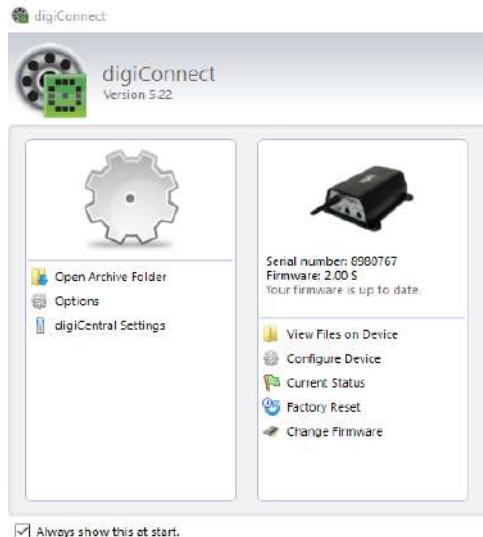 digiConnect
digiConnect
Version 5.22
Open Archive Folder
Options
digiCentral Settings
Serial number: 8980767
Firmware: 2.00 S
Your firmware is up to date.
View Files on Device
Configure Device
Current Status
Factory Reset
Change Firmware
Always show this at start.